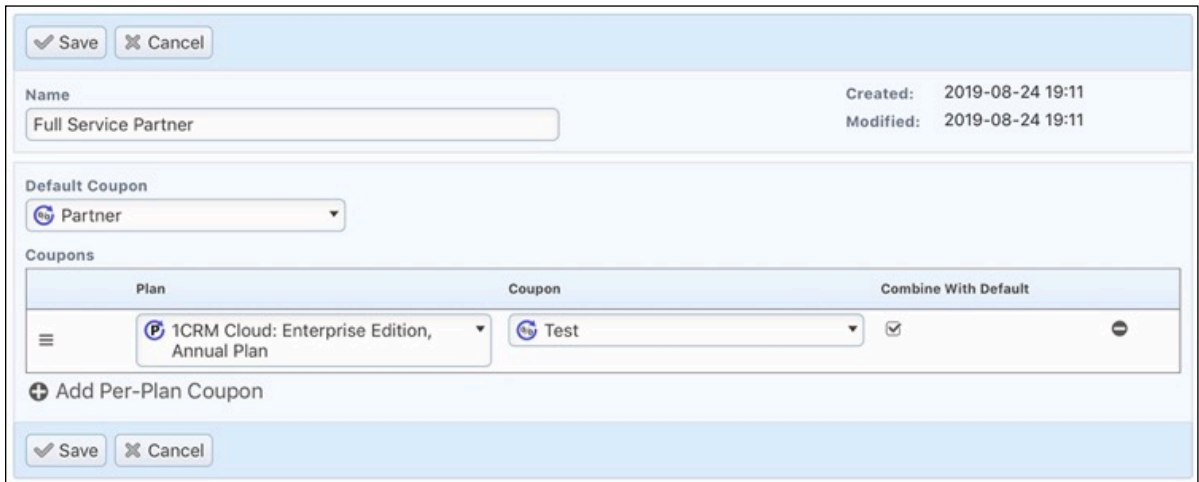 Save Cancel
Name
Full Service Partner
Created: 2019-08-24 19:11
Modified: 2019-08-24 19:11
Default Coupon
Partner
Coupons
Plan Coupon Combine With Default
1CRM Cloud: Enterprise Edition, Test
Annual Plan
Add Per-Plan Coupon
Save Cancel